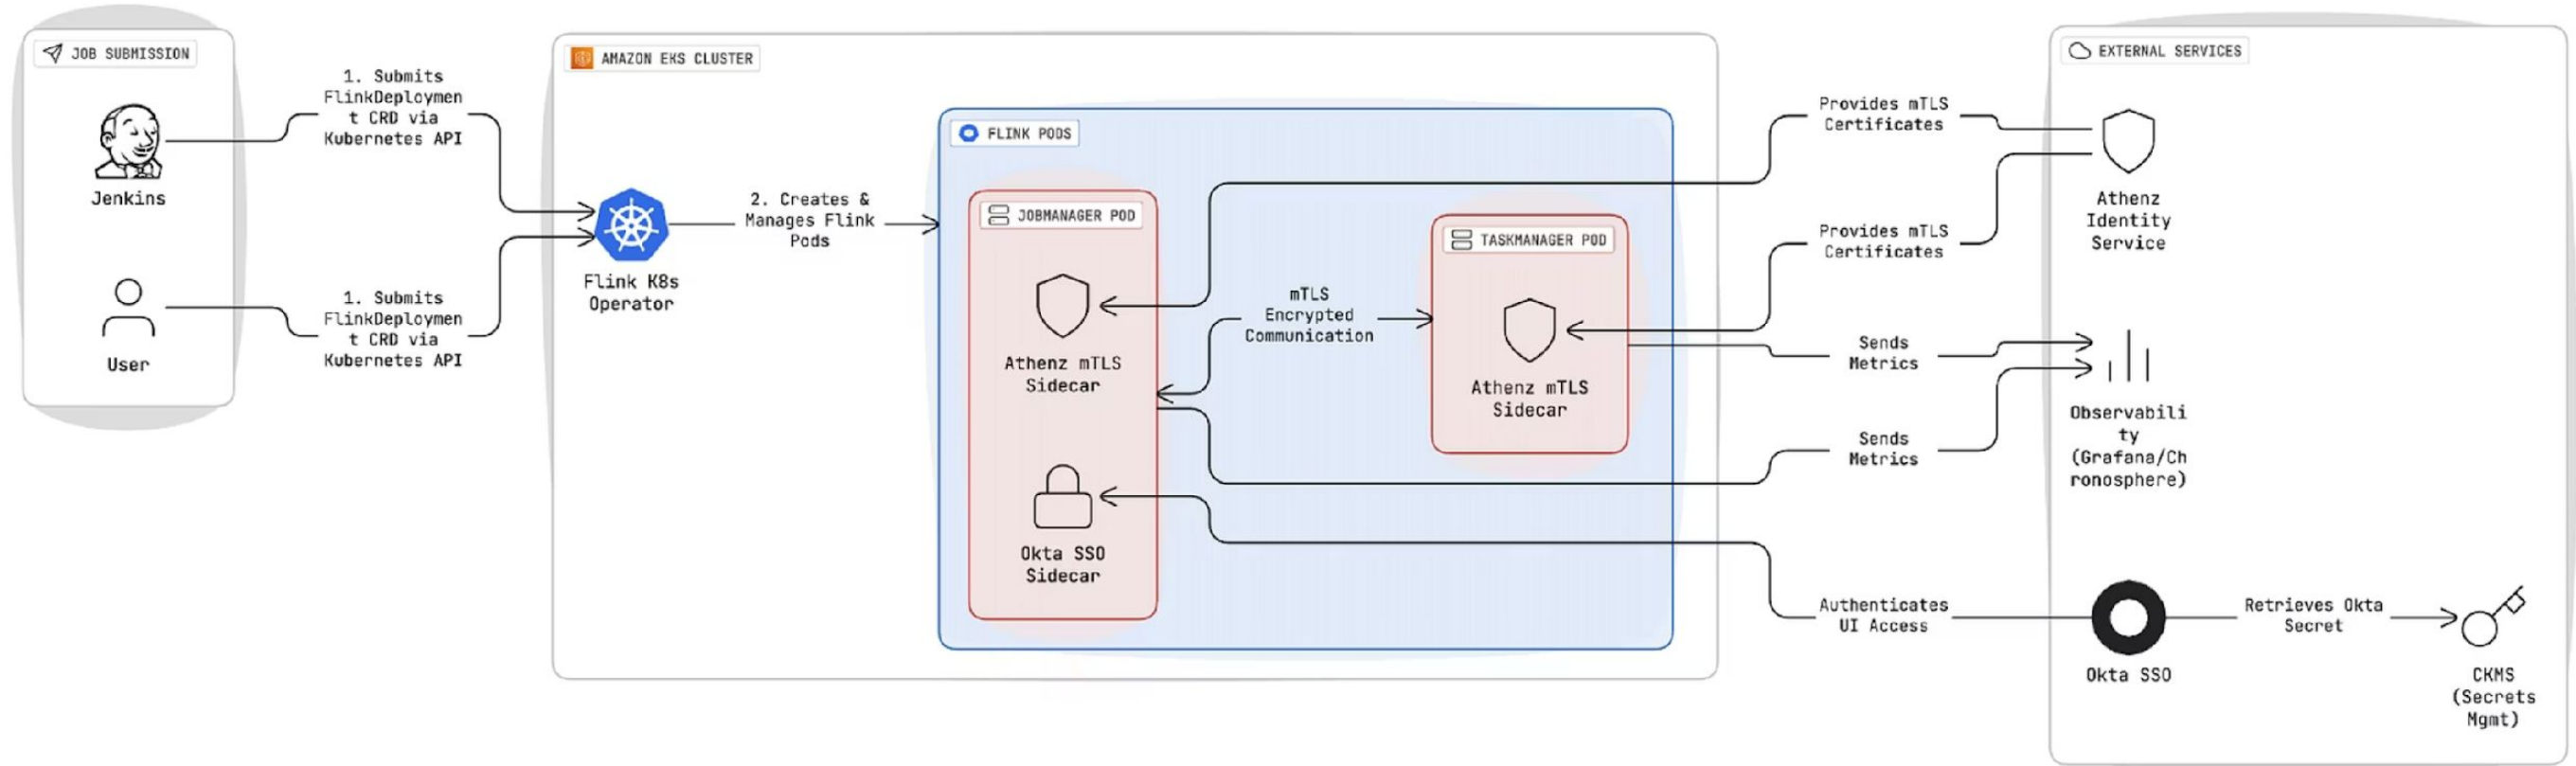 JOB SUBMISSION
Jenkins
User
1. Submits
FlinkDeploymen
t CRD via
Kubernetes API
1. Submits
FlinkDeploymen
t CRD via
Kubernetes API
AMAZON EKS CLUSTER
Flink K8s
Operator
2. Creates &
Manages Flink
Pods
FLINK PODS
JOBMANAGER POD
Athenz mTLS
Sidecar
Okta SSO
Sidecar
mTLS
Encrypted
Communication
TASKMANAGER POD
Athenz mTLS
Sidecar
Provides mTLS
Certificates
Provides mTLS
Certificates
Sends
Metrics
Sends
Metrics
Authenticates
UI Access
EXTERNAL SERVICES
Athenz
Identity
Service
Observabili
ty
(Grafana/Ch
ronosphere)
Okta SSO
Retrieves Okta
Secret
CKMS
(Secrets
Mgmt)